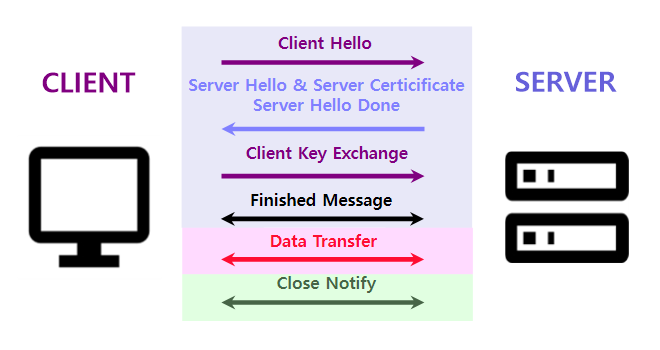 Client Hello
CLIENT
Server Hello & Server Certicificate
Server Hello Done
SERVER
Client Key Exchange
Finished Message
Data Transfer
Close Notify